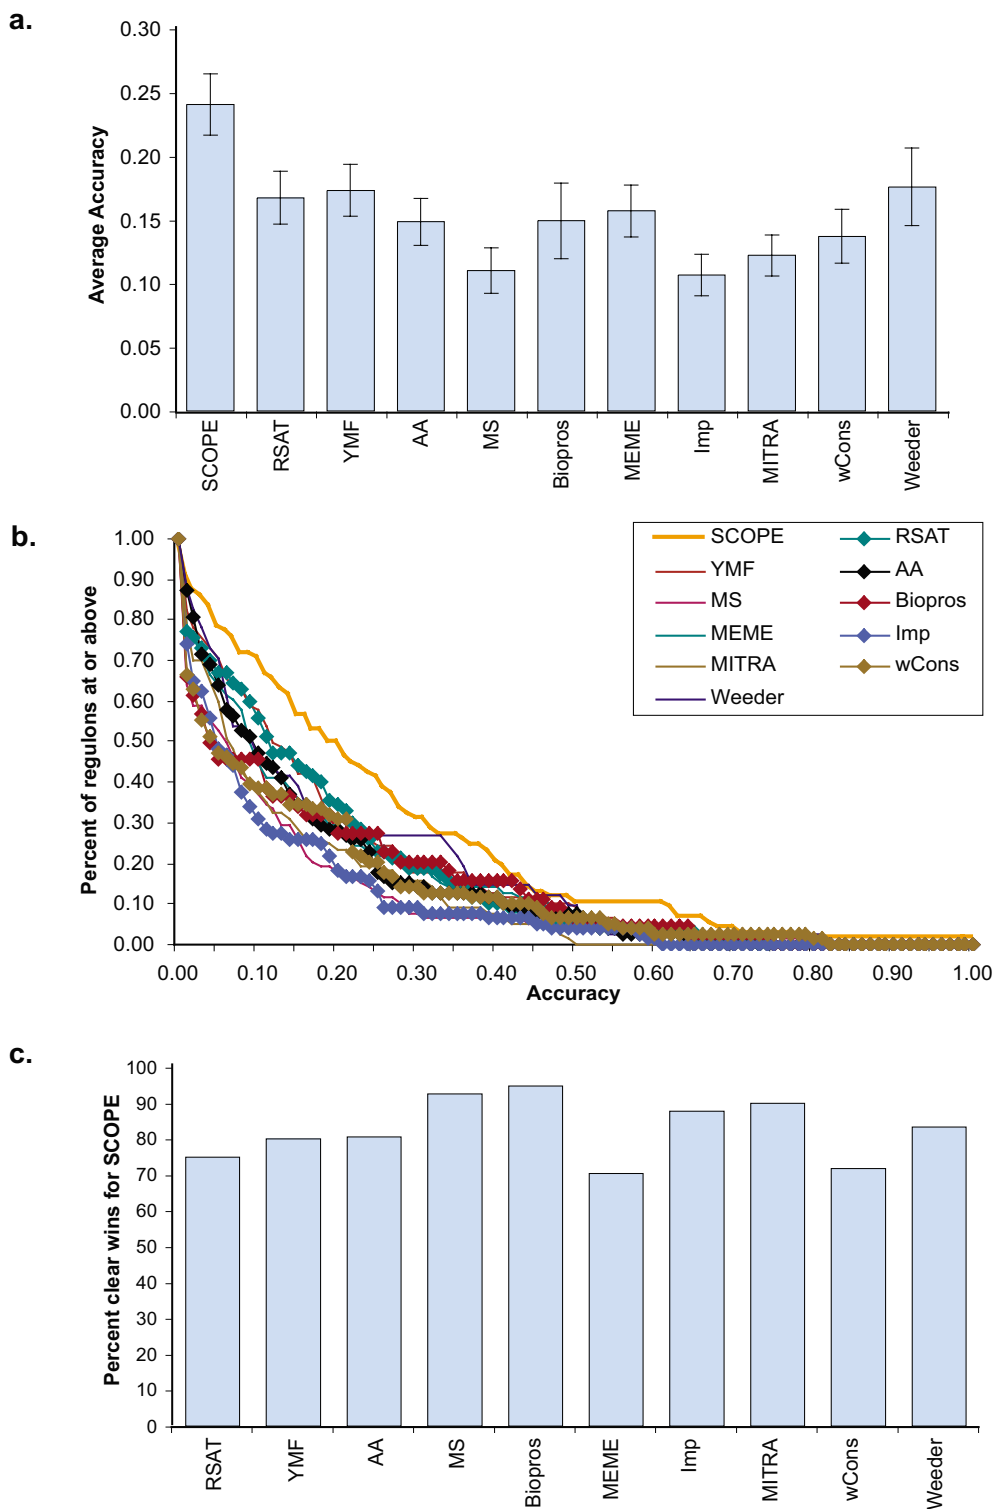 a.
0.30
0.25
0.20
0.15
0.10
0.05
0.00
Average Accuracy
SCOPE
RSAT
YMF
AA
MS
Biopros
MEME
Imp
MITRA
wCons
Weeder
b.
1.00
0.90
0.80
0.70
0.60
0.50
0.40
0.30
0.20
0.10
0.00
Percent of regulons at or above
SCOPE RSAT
YMF AA
MS Biopros
MEME Imp
MITRA wCons
Weeder
0.00 0.10 0.20 0.30 0.40 0.50 0.60 0.70 0.80 0.90 1.00
Accuracy
c.
100
90
80
70
60
50
40
30
20
10
0
Percent clear wins for SCOPE
RSAT
YMF
AA
MS
Biopros
MEME
Imp
MITRA
wCons
Weeder